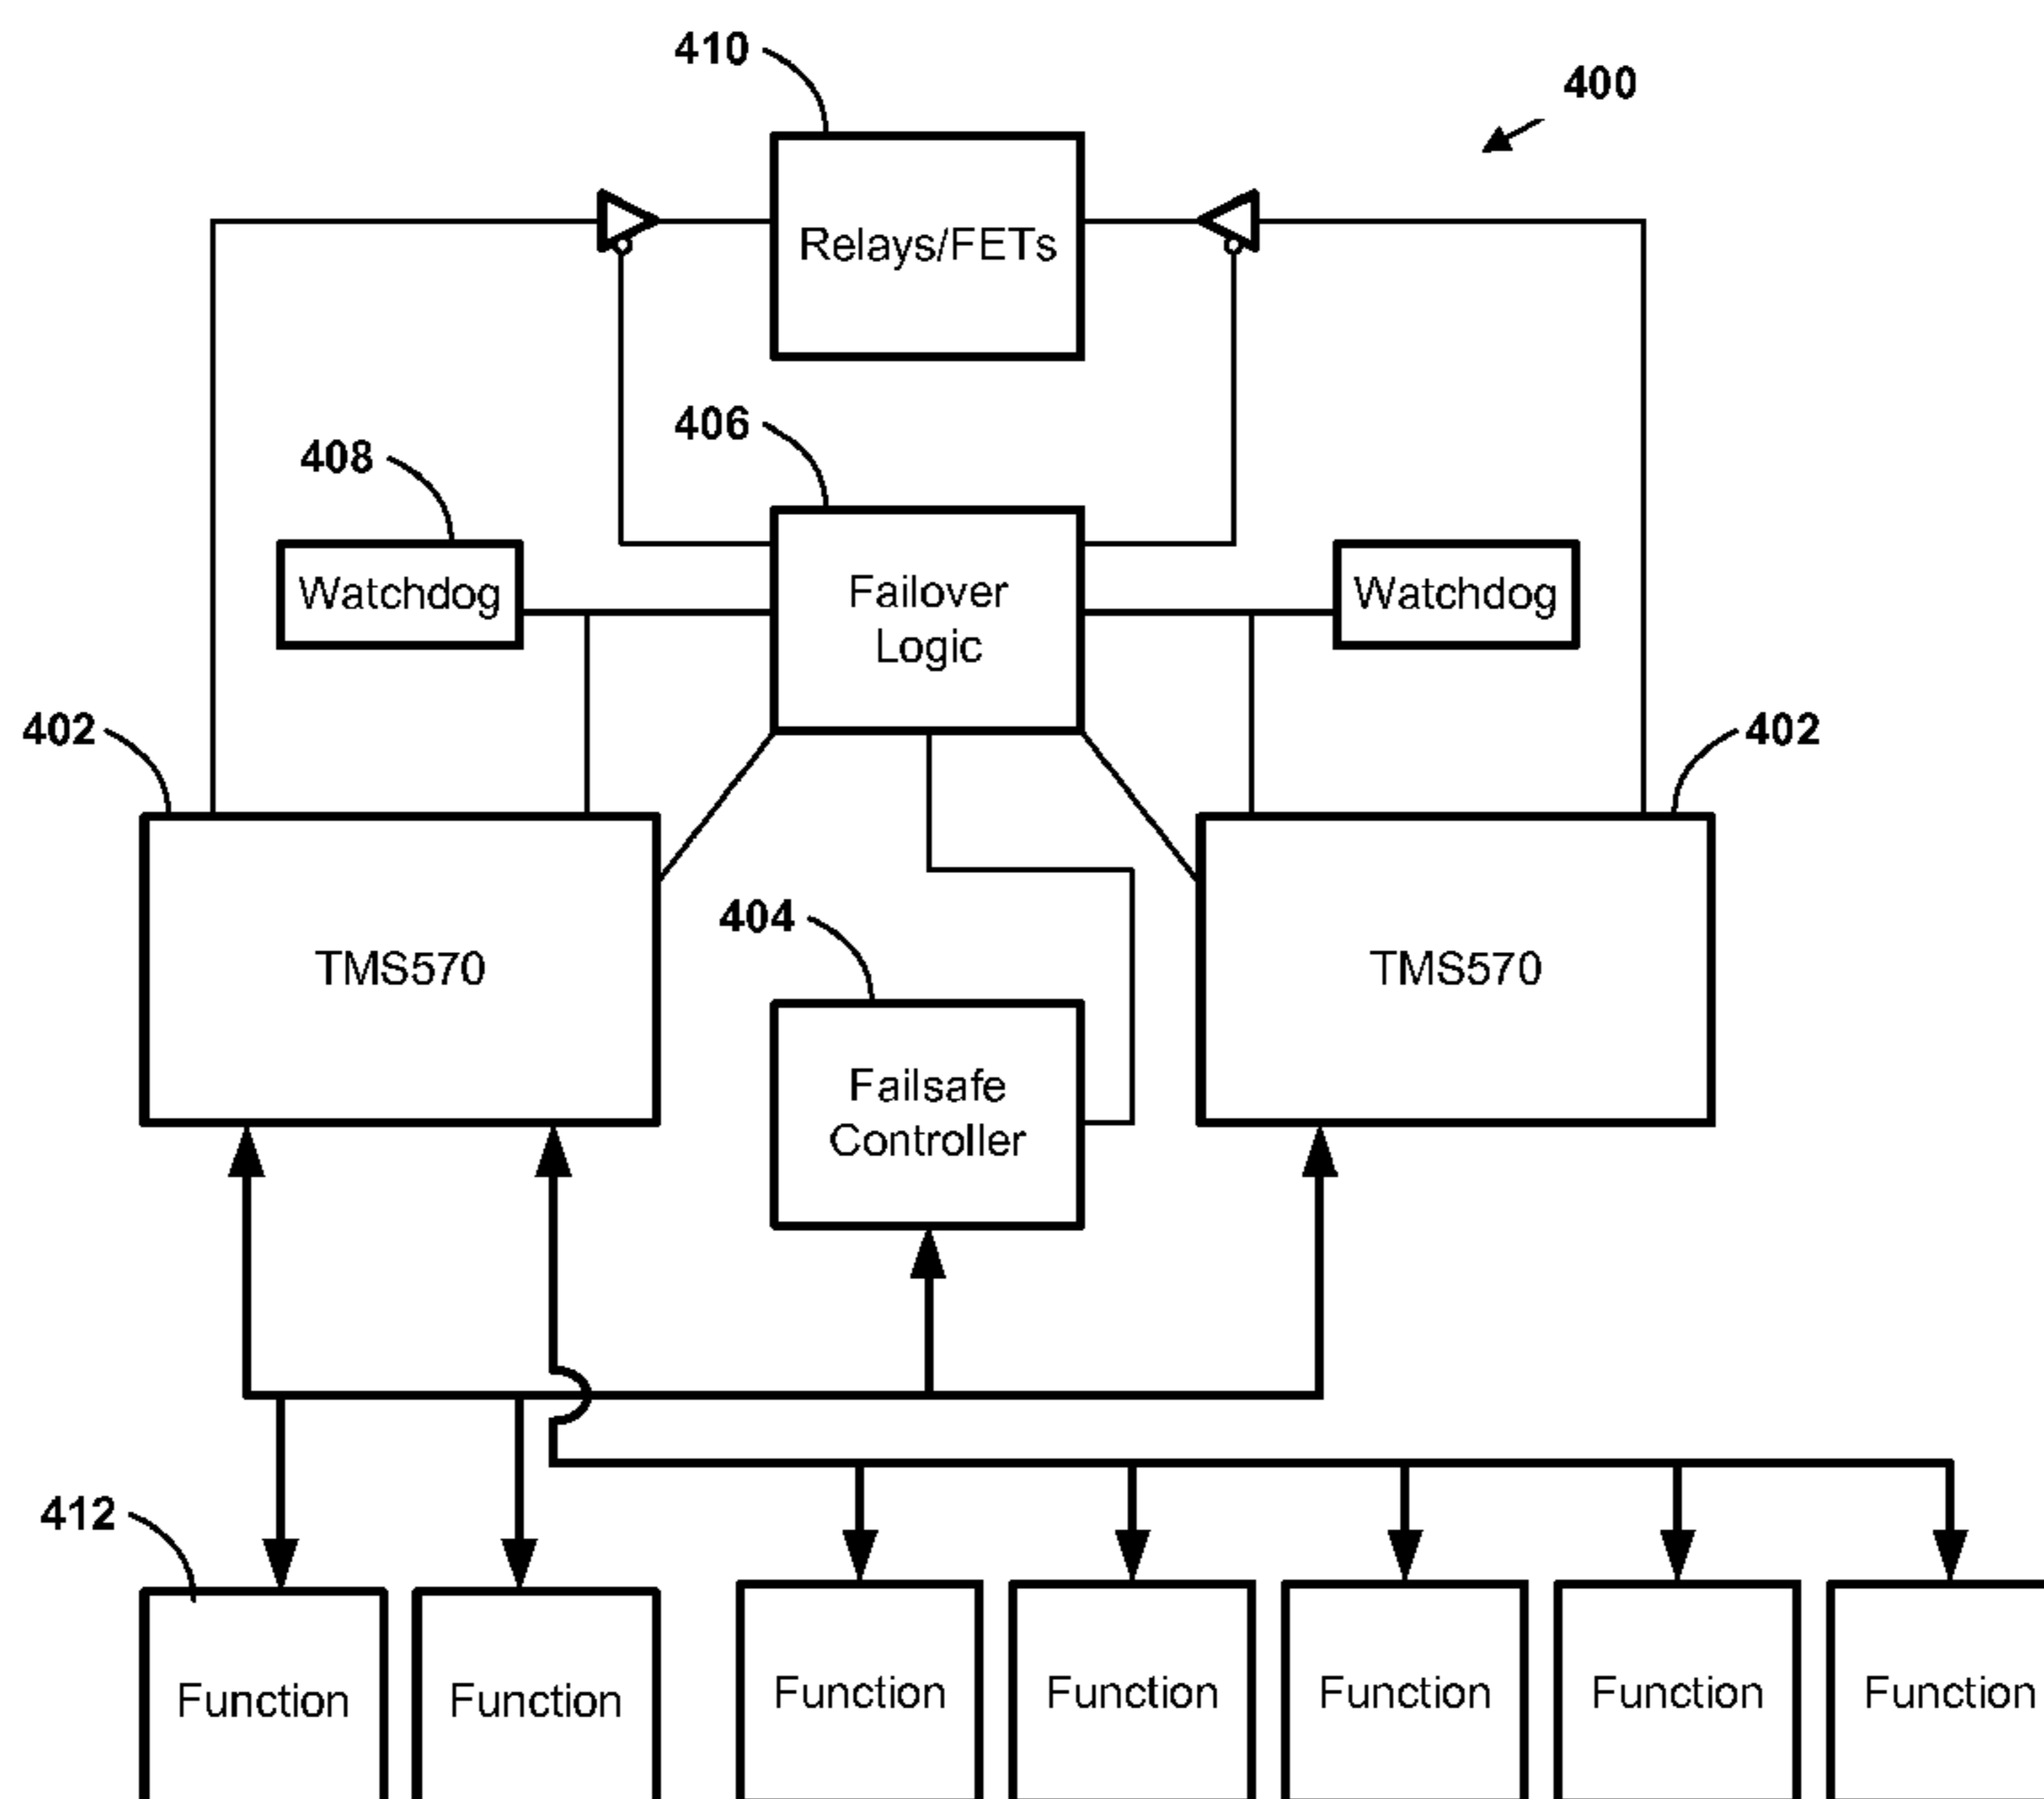 410
400
Relays/FETs
406
408
Watchdog
Failover
Logic
Watchdog
402
402
TMS570
404
TMS570
Failsafe
Controller
412
Function
Function
Function
Function
Function
Function
Function